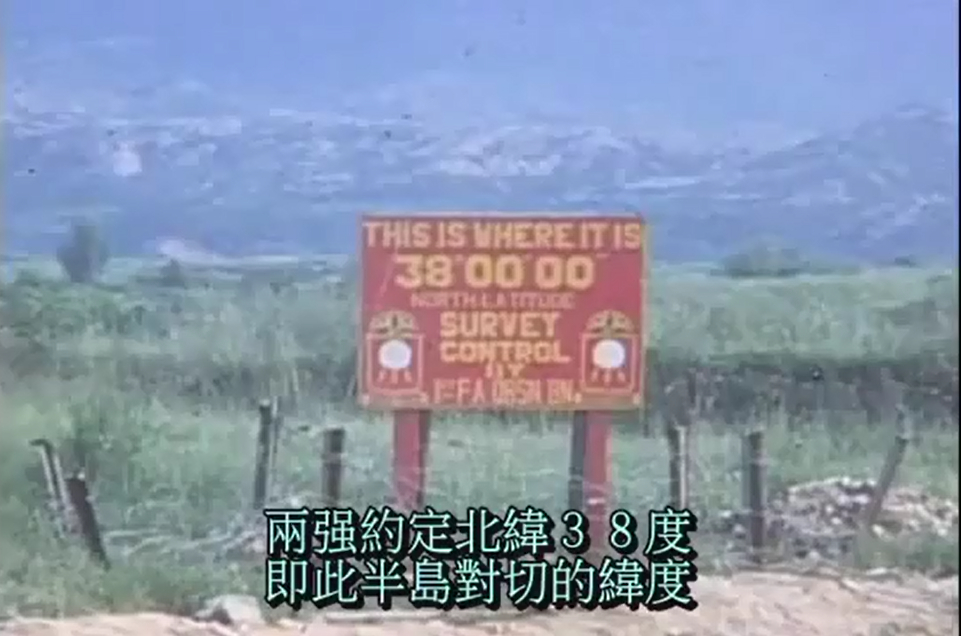 THIS IS WHERE IT IS
38°00'00"
NORTH LATITUDE
SURVEY
CONTROL
BY
1ST F.A. OBSN BN.
兩强約定北緯38度
即此半島對切的緯度